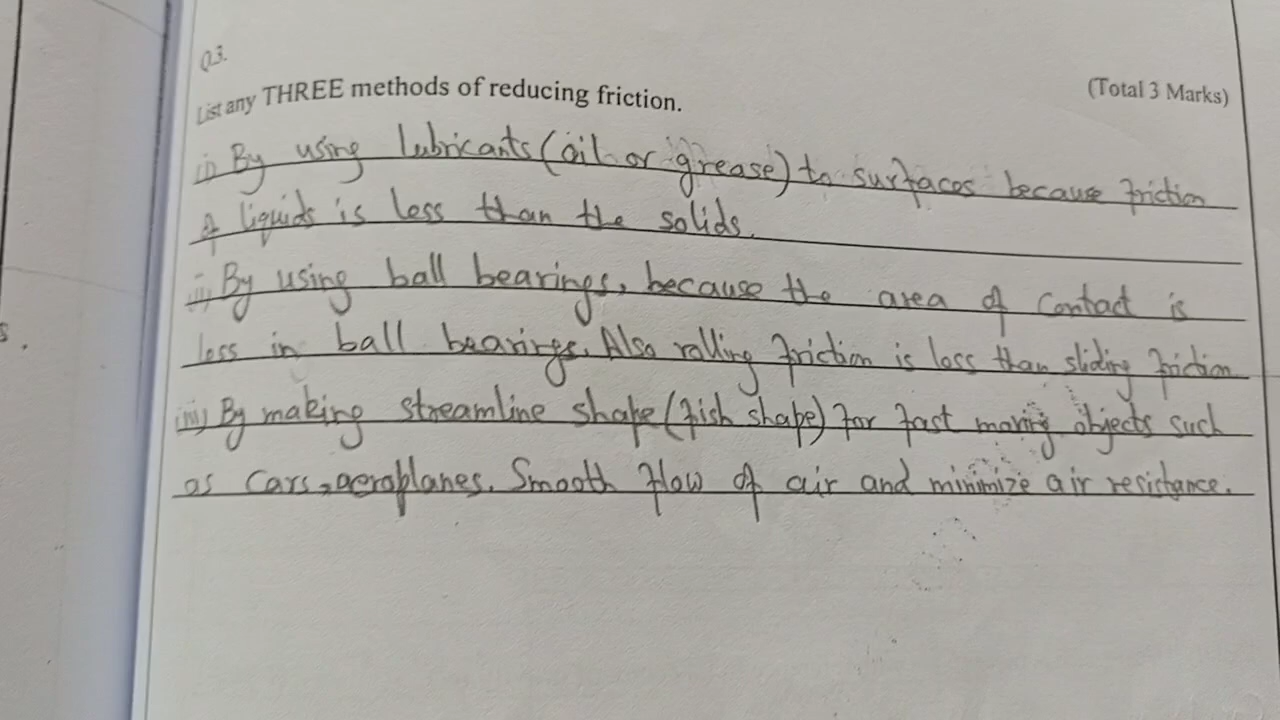 Q3.
List any THREE methods of reducing friction. (Total 3 Marks)
i) By using lubricants (oil or grease) to surfaces because friction
of liquids is less than the solids.
ii) By using ball bearings, because the area of contact is
less in ball bearings. Also rolling friction is less than sliding friction
iii) By making streamline shape (fish shape) for fast moving objects such
as cars, aeroplanes. Smooth flow of air and minimize air resistance.
s.